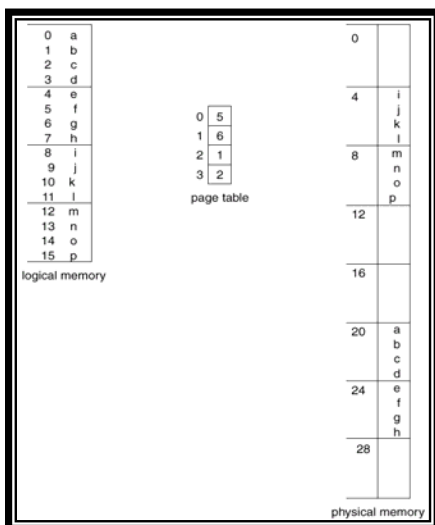 0 a
1 b
2 c
3 d
4 e
5 f
6 g
7 h
8 i
9 j
10 k
11 l
12 m
13 n
14 o
15 p
logical memory
0 5
1 6
2 1
3 2
page table
0
4 i
j
k
l
8 m
n
o
p
12
16
20 a
b
c
d
24 e
f
g
h
28
physical memory